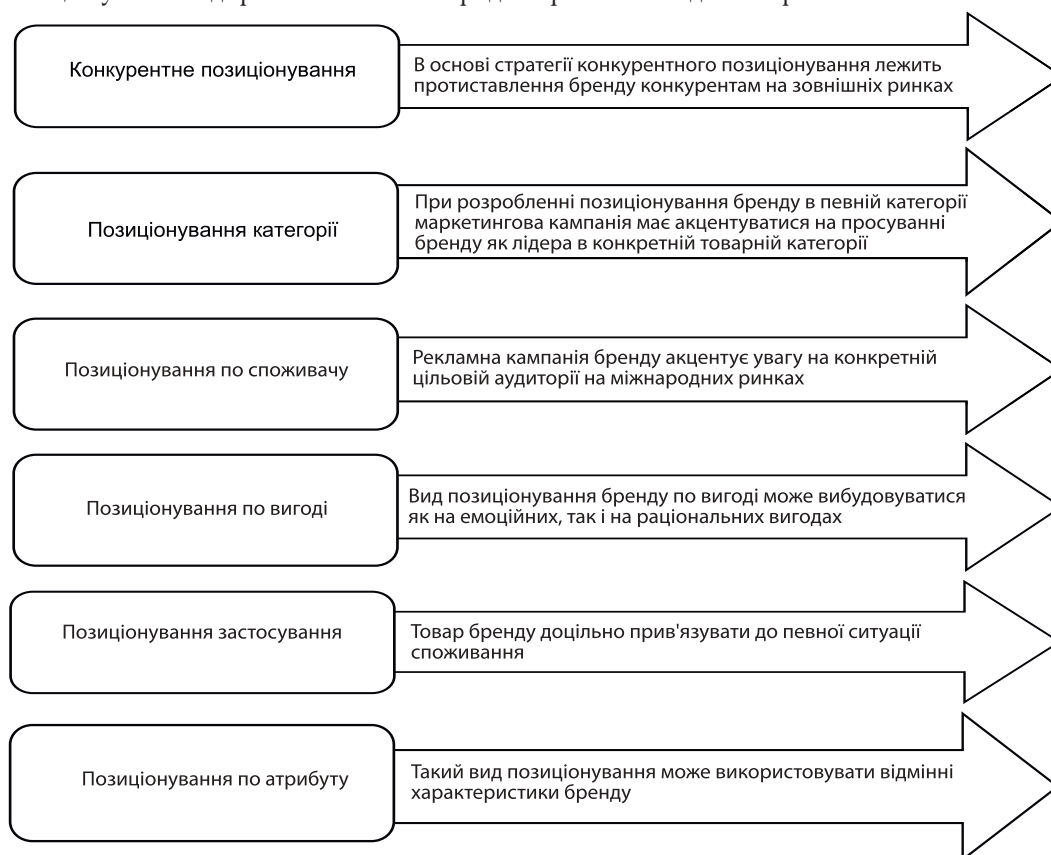 Конкурентне позиціонування
В основі стратегії конкурентного позиціонування лежить
протиставлення бренду конкурентам на зовнішніх ринках
Позиціонування категорії
При розробленні позиціонування бренду в певній категорії
маркетингова кампанія має акцентуватися на просуванні
бренду як лідера в конкретній товарній категорії
Позиціонування по споживачу
Рекламна кампанія бренду акцентує увагу на конкретній
цільовій аудиторії на міжнародних ринках
Позиціонування по вигоді
Вид позиціонування бренду по вигоді може вибудовуватися
як на емоційних, так і на раціональних вигодах
Позиціонування застосування
Товар бренду доцільно прив'язувати до певної ситуації
споживання
Позиціонування по атрибуту
Такий вид позиціонування може використовувати відмінні
характеристики бренду